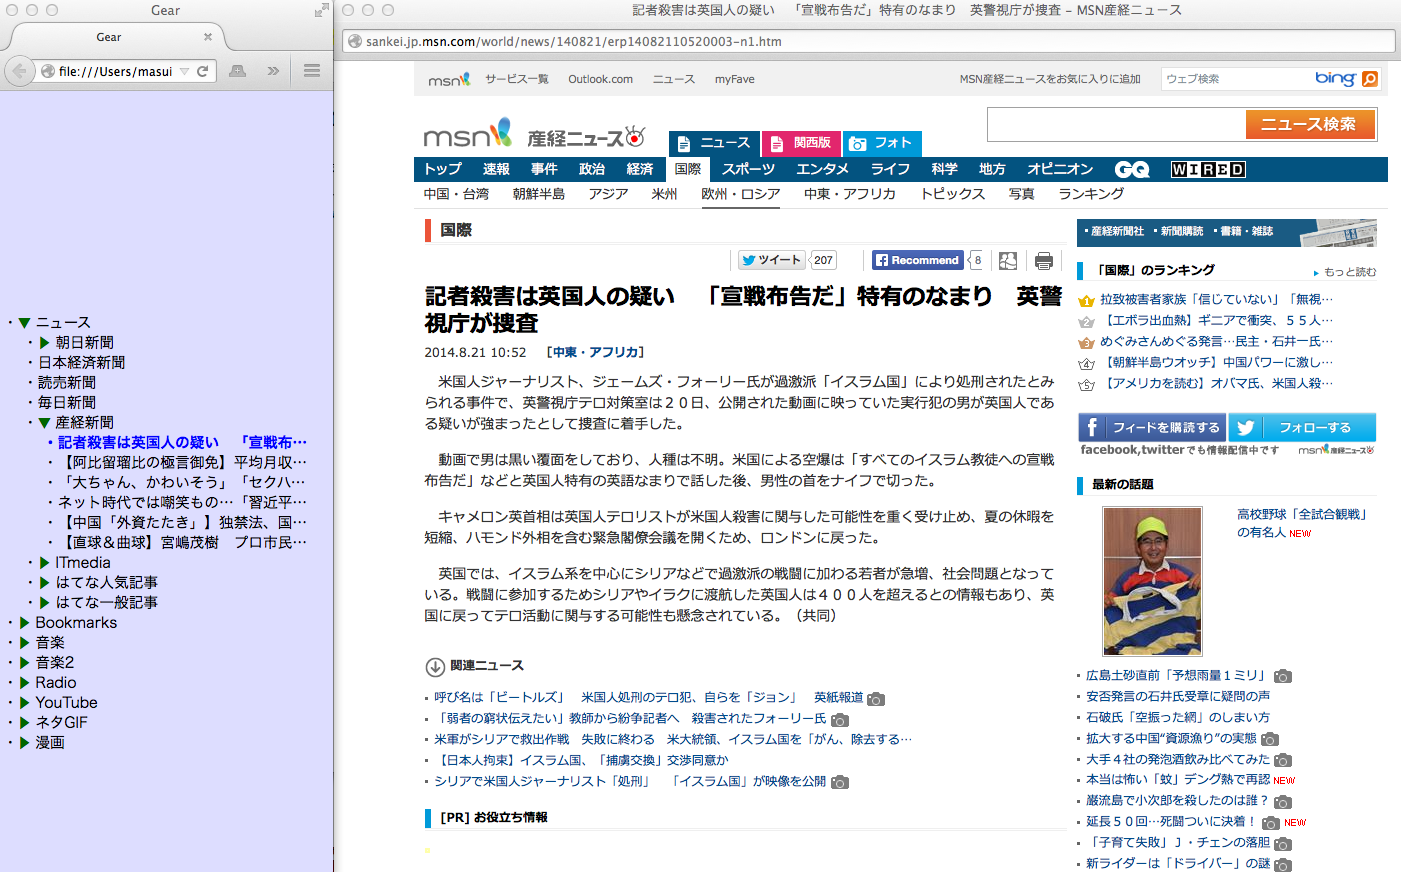 Gear
Gear
file:///Users/masui
・▼ ニュース
・▶ 朝日新聞
・日本経済新聞
・読売新聞
・毎日新聞
・▼ 産経新聞
・記者殺害は英国人の疑い　「宣戦布…
・【阿比留瑠比の極言御免】平均月収…
・「大ちゃん、かわいそう」「セクハ…
・ネット時代では嘲笑もの…「習近平…
・【中国「外資たたき」】独禁法、国…
・【直球＆曲球】宮嶋茂樹　プロ市民…
・▶ ITmedia
・▶ はてな人気記事
・▶ はてな一般記事
・▶ Bookmarks
・▶ 音楽
・▶ 音楽2
・▶ Radio
・▶ YouTube
・▶ ネタGIF
・▶ 漫画
記者殺害は英国人の疑い　「宣戦布告だ」特有のなまり　英警視庁が捜査 – MSN産経ニュース
sankei.jp.msn.com/world/news/140821/erp14082110520003-n1.htm
msn サービス一覧 Outlook.com ニュース myFave MSN産経ニュースをお気に入りに追加 ウェブ検索 bing
msn 産経ニュース ニュース 関西版 フォト ニュース検索
トップ 速報 事件 政治 経済 国際 スポーツ エンタメ ライフ 科学 地方 オピニオン GQ WIRED
中国・台湾 朝鮮半島 アジア 米州 欧州・ロシア 中東・アフリカ トピックス 写真 ランキング
国際
ツイート 207 Recommend 8
記者殺害は英国人の疑い　「宣戦布告だ」特有のなまり　英警
視庁が捜査
2014.8.21 10:52 ［中東・アフリカ］
米国人ジャーナリスト、ジェームズ・フォーリー氏が過激派「イスラム国」により処刑されたとみ
られる事件で、英警視庁テロ対策室は２０日、公開された動画に映っていた実行犯の男が英国人であ
る疑いが強まったとして捜査に着手した。
動画で男は黒い覆面をしており、人種は不明。米国による空爆は「すべてのイスラム教徒への宣戦
布告だ」などと英国人特有の英語なまりで話した後、男性の首をナイフで切った。
キャメロン英首相は英国人テロリストが米国人殺害に関与した可能性を重く受け止め、夏の休暇を
短縮、ハモンド外相を含む緊急閣僚会議を開くため、ロンドンに戻った。
英国では、イスラム系を中心にシリアなどで過激派の戦闘に加わる若者が急増、社会問題となって
いる。戦闘に参加するためシリアやイラクに渡航した英国人は４００人を超えるとの情報もあり、英
国に戻ってテロ活動に関与する可能性も懸念されている。（共同）
関連ニュース
呼び名は「ビートルズ」　米国人処刑のテロ犯、自らを「ジョン」　英紙報道
「弱者の窮状伝えたい」教師から紛争記者へ　殺害されたフォーリー氏
米軍がシリアで救出作戦　失敗に終わる　米大統領、イスラム国を「がん、除去する…
【日本人拘束】イスラム国、「捕虜交換」交渉同意か
シリアで米国人ジャーナリスト「処刑」　「イスラム国」が映像を公開
[PR] お役立ち情報
・産経新聞社 ・新聞購読 ・書籍・雑誌
「国際」のランキング もっと読む
1 拉致被害者家族「信じていない」「無視…
2 【エボラ出血熱】ギニアで衝突、５５人…
3 めぐみさんめぐる発言…民主・石井一氏…
4 【朝鮮半島ウオッチ】中国パワーに激し…
5 【アメリカを読む】オバマ氏、米国人殺…
フィードを購読する フォローする
facebook,twitterでも情報配信中です msn 産経ニュース
最新の話題
高校野球「全試合観戦」
の有名人 NEW
広島土砂直前「予想雨量１ミリ」
安否発言の石井氏受章に疑問の声
石破氏「空振った網」のしまい方
拡大する中国“資源漁り”の実態
大手４社の発泡酒飲み比べてみた
本当は怖い「蚊」デング熱で再認 NEW
巌流島で小次郎を殺したのは誰？
延長５０回…死闘ついに決着！ NEW
「子育て失敗」Ｊ・チェンの落胆
新ライダーは「ドライバー」の謎